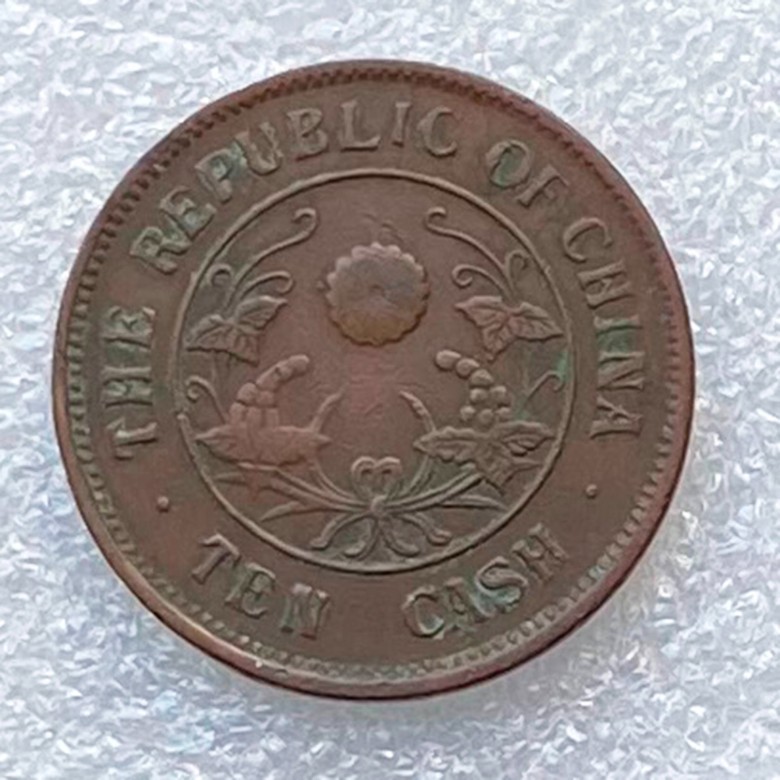 THE REPUBLIC OF CHINA
TEN CASH